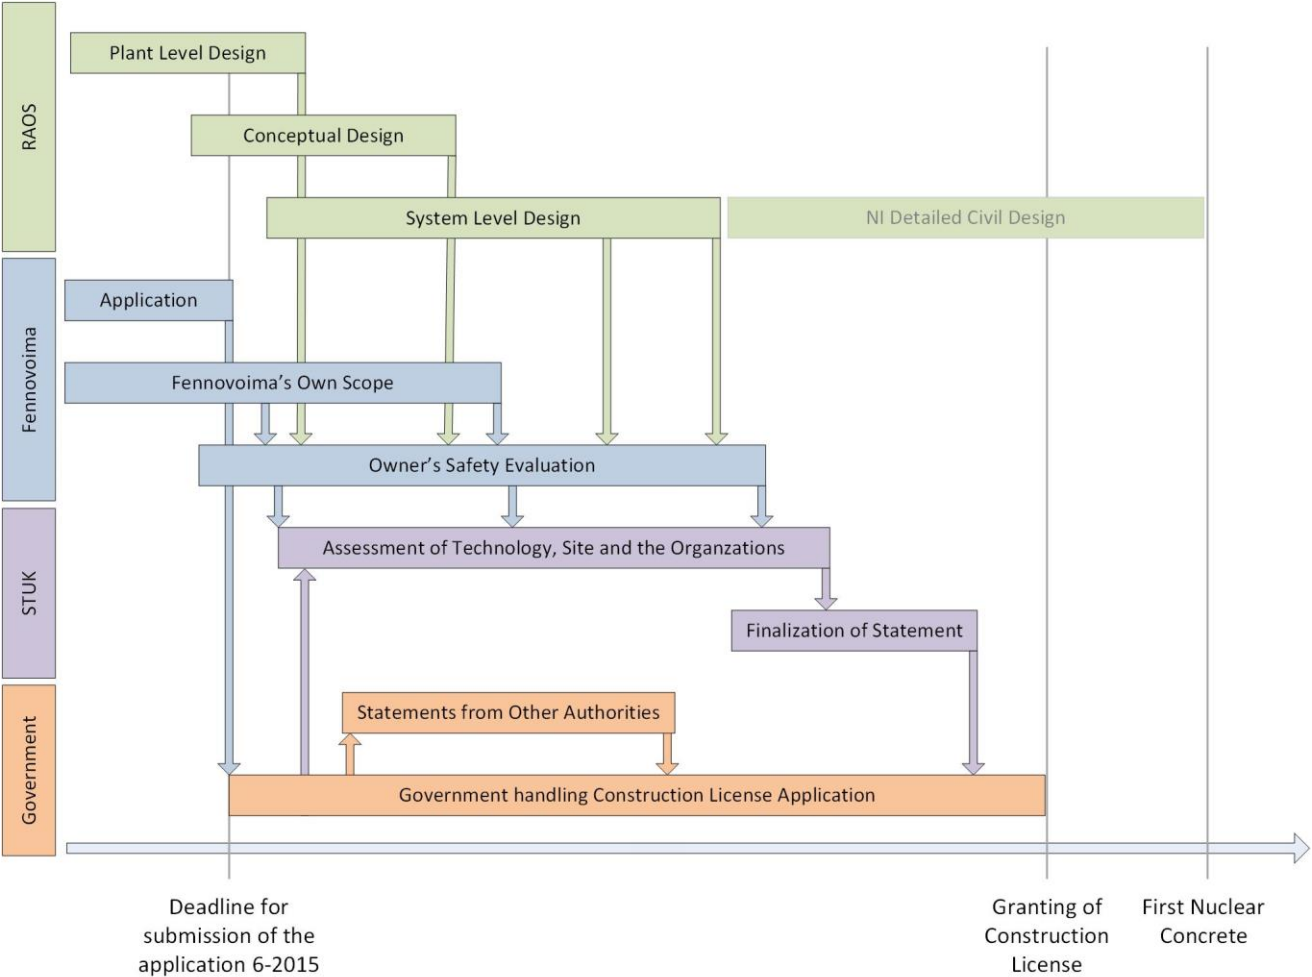 RAOS
Plant Level Design
Conceptual Design
System Level Design
NI Detailed Civil Design
Fennovoima
Application
Fennovoima's Own Scope
Owner's Safety Evaluation
STUK
Assessment of Technology, Site and the Organzations
Finalization of Statement
Government
Statements from Other Authorities
Government handling Construction License Application
Deadline for
submission of the
application 6-2015
Granting of
Construction
License
First Nuclear
Concrete